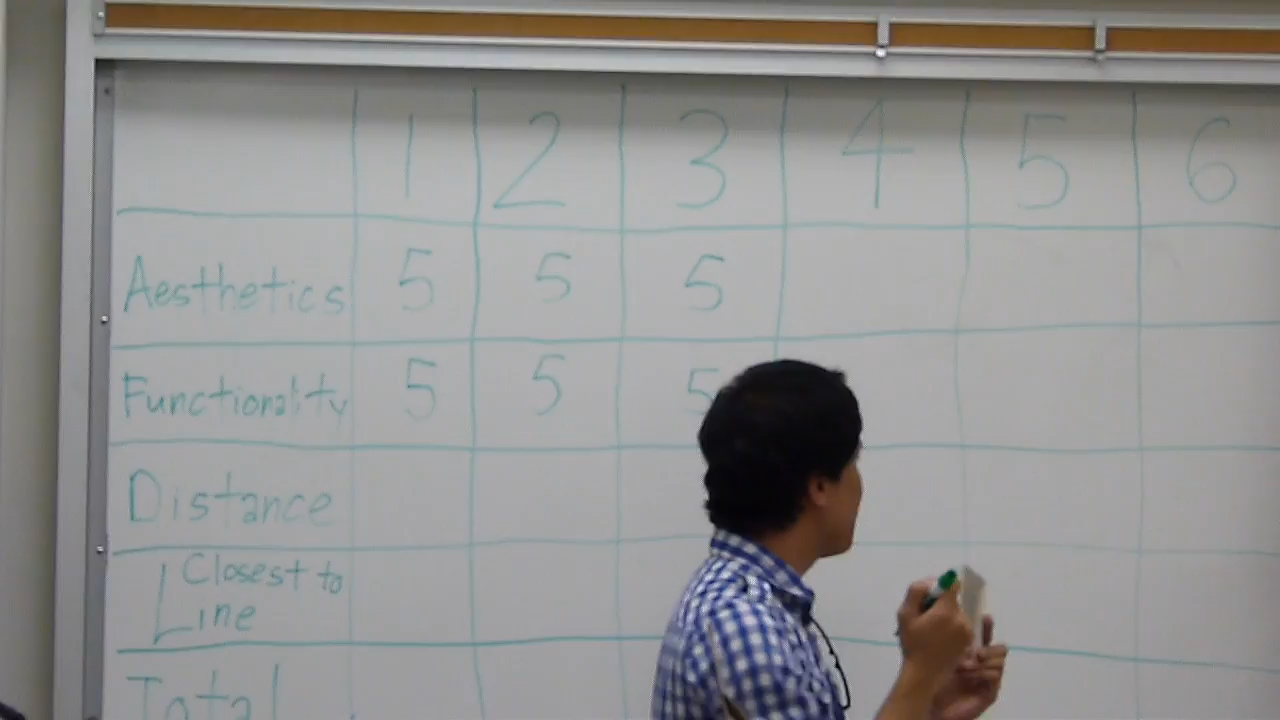 1 2 3 4 5 6
Aesthetics 5 5 5
Functionality 5 5 5
Distance
Closest to
Line
Total